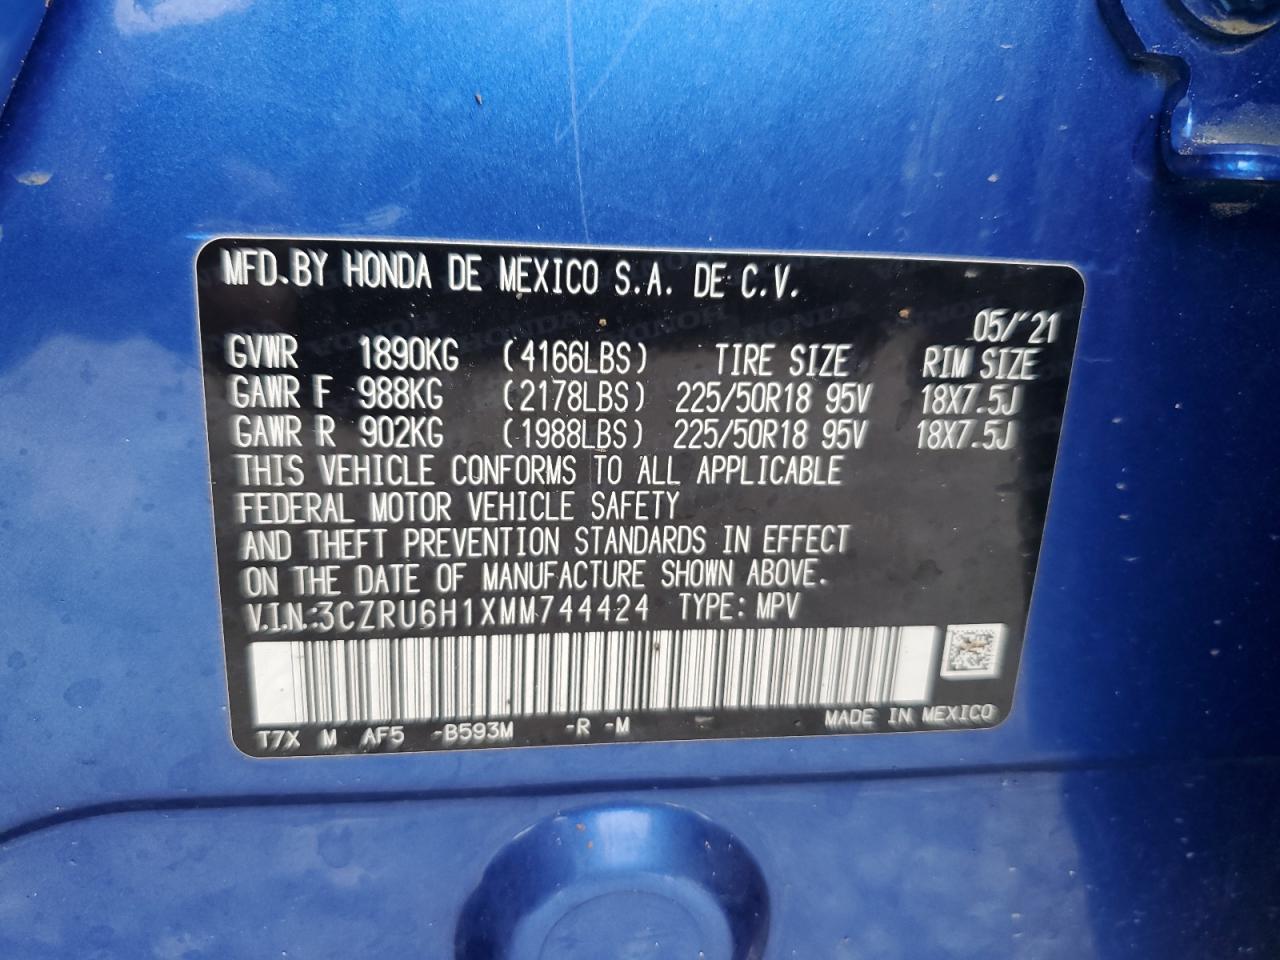 MFD.BY HONDA DE MEXICO S.A. DE C.V.
05/'21
GVWR 1890KG (4166LBS) TIRE SIZE RIM SIZE
GAWR F 988KG (2178LBS) 225/50R18 95V 18X7.5J
GAWR R 902KG (1988LBS) 225/50R18 95V 18X7.5J
THIS VEHICLE CONFORMS TO ALL APPLICABLE
FEDERAL MOTOR VEHICLE SAFETY
AND THEFT PREVENTION STANDARDS IN EFFECT
ON THE DATE OF MANUFACTURE SHOWN ABOVE.
V.I.N.:3CZRU6H1XMM744424 TYPE: MPV
T7X M AF5 -B593M -R -M MADE IN MEXICO